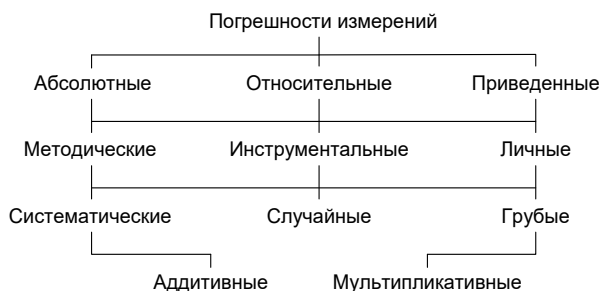 Погрешности измерений
Абсолютные Относительные Приведенные
Методические Инструментальные Личные
Систематические Случайные Грубые
Аддитивные Мультипликативные